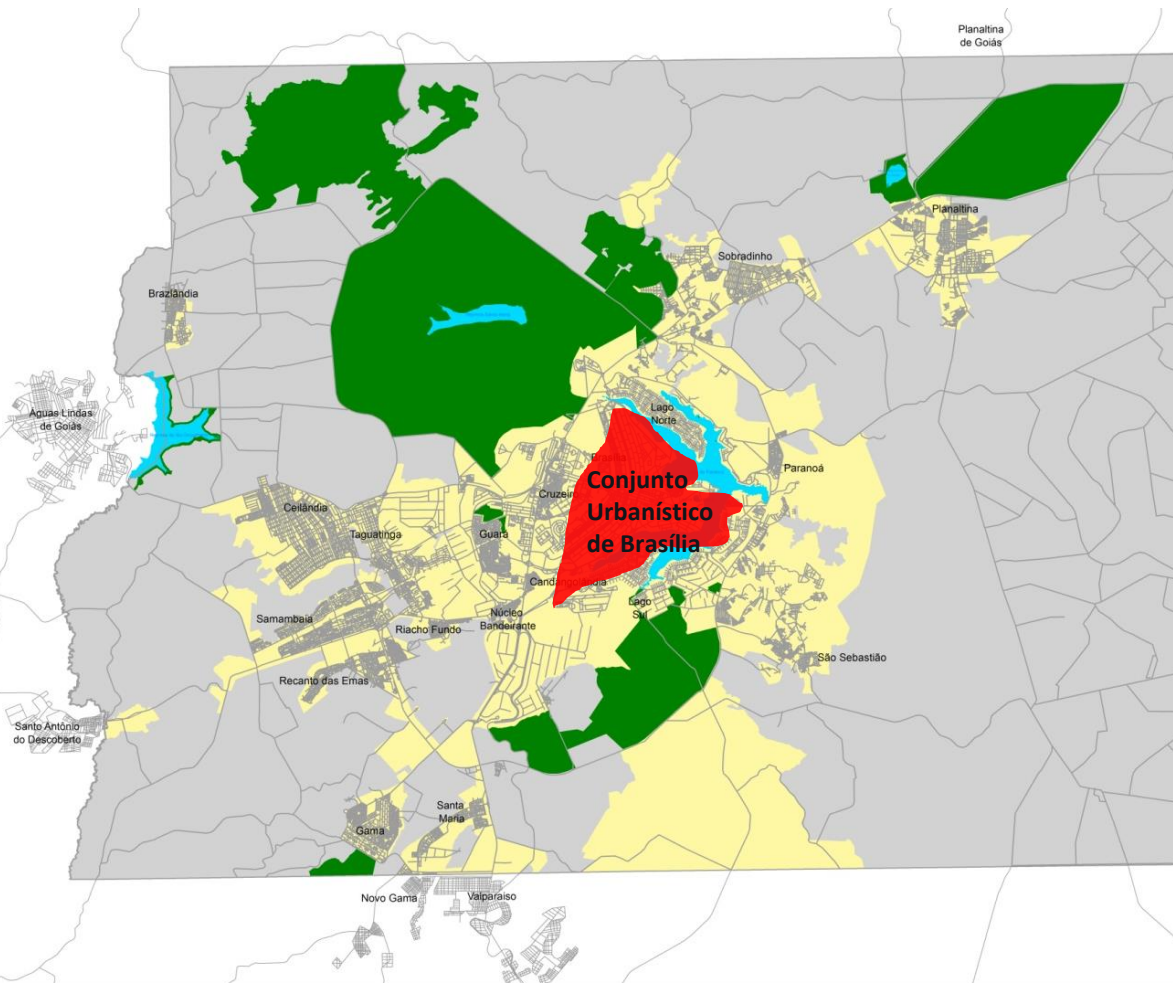 Planaltina
de Goiás
Planaltina
Sobradinho
Brazlândia
Águas Lindas
de Goiás
Lago
Norte
Brasília
Paranoá
Conjunto
Urbanístico
de Brasília
Cruzeiro
Ceilândia
Taguatinga
Guará
Candangolândia
Lago
Sul
Núcleo
Bandeirante
Samambaia
Riacho Fundo
São Sebastião
Recanto das Emas
Santo Antônio
do Descoberto
Santa
Maria
Gama
Novo Gama
Valparaiso